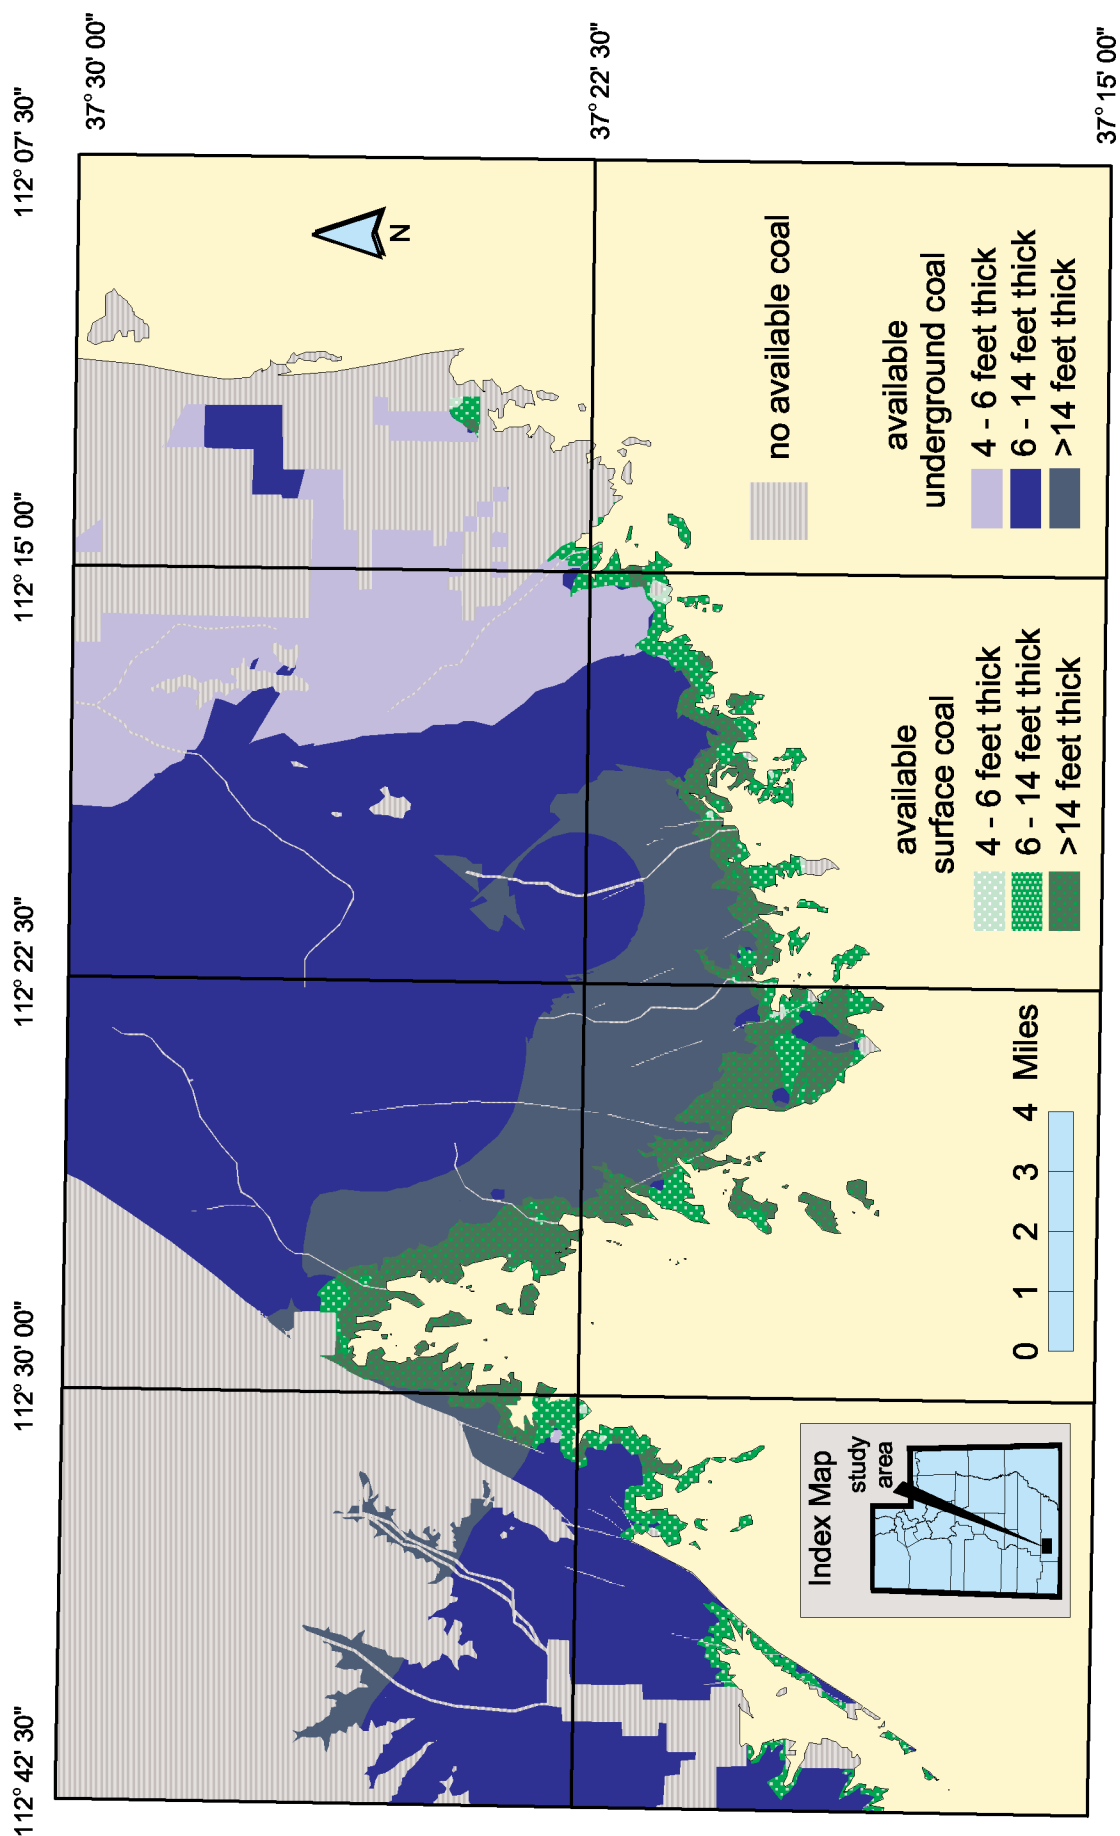 112° 42' 30"
112° 30' 00"
112° 22' 30"
112° 15' 00"
112° 07' 30"
37° 30' 00"
37° 22' 30"
37° 15' 00"
N
no available coal
available
surface coal
4 - 6 feet thick
6 - 14 feet thick
>14 feet thick
available
underground coal
4 - 6 feet thick
6 - 14 feet thick
>14 feet thick
Index Map
study
area
0 1 2 3 4 Miles